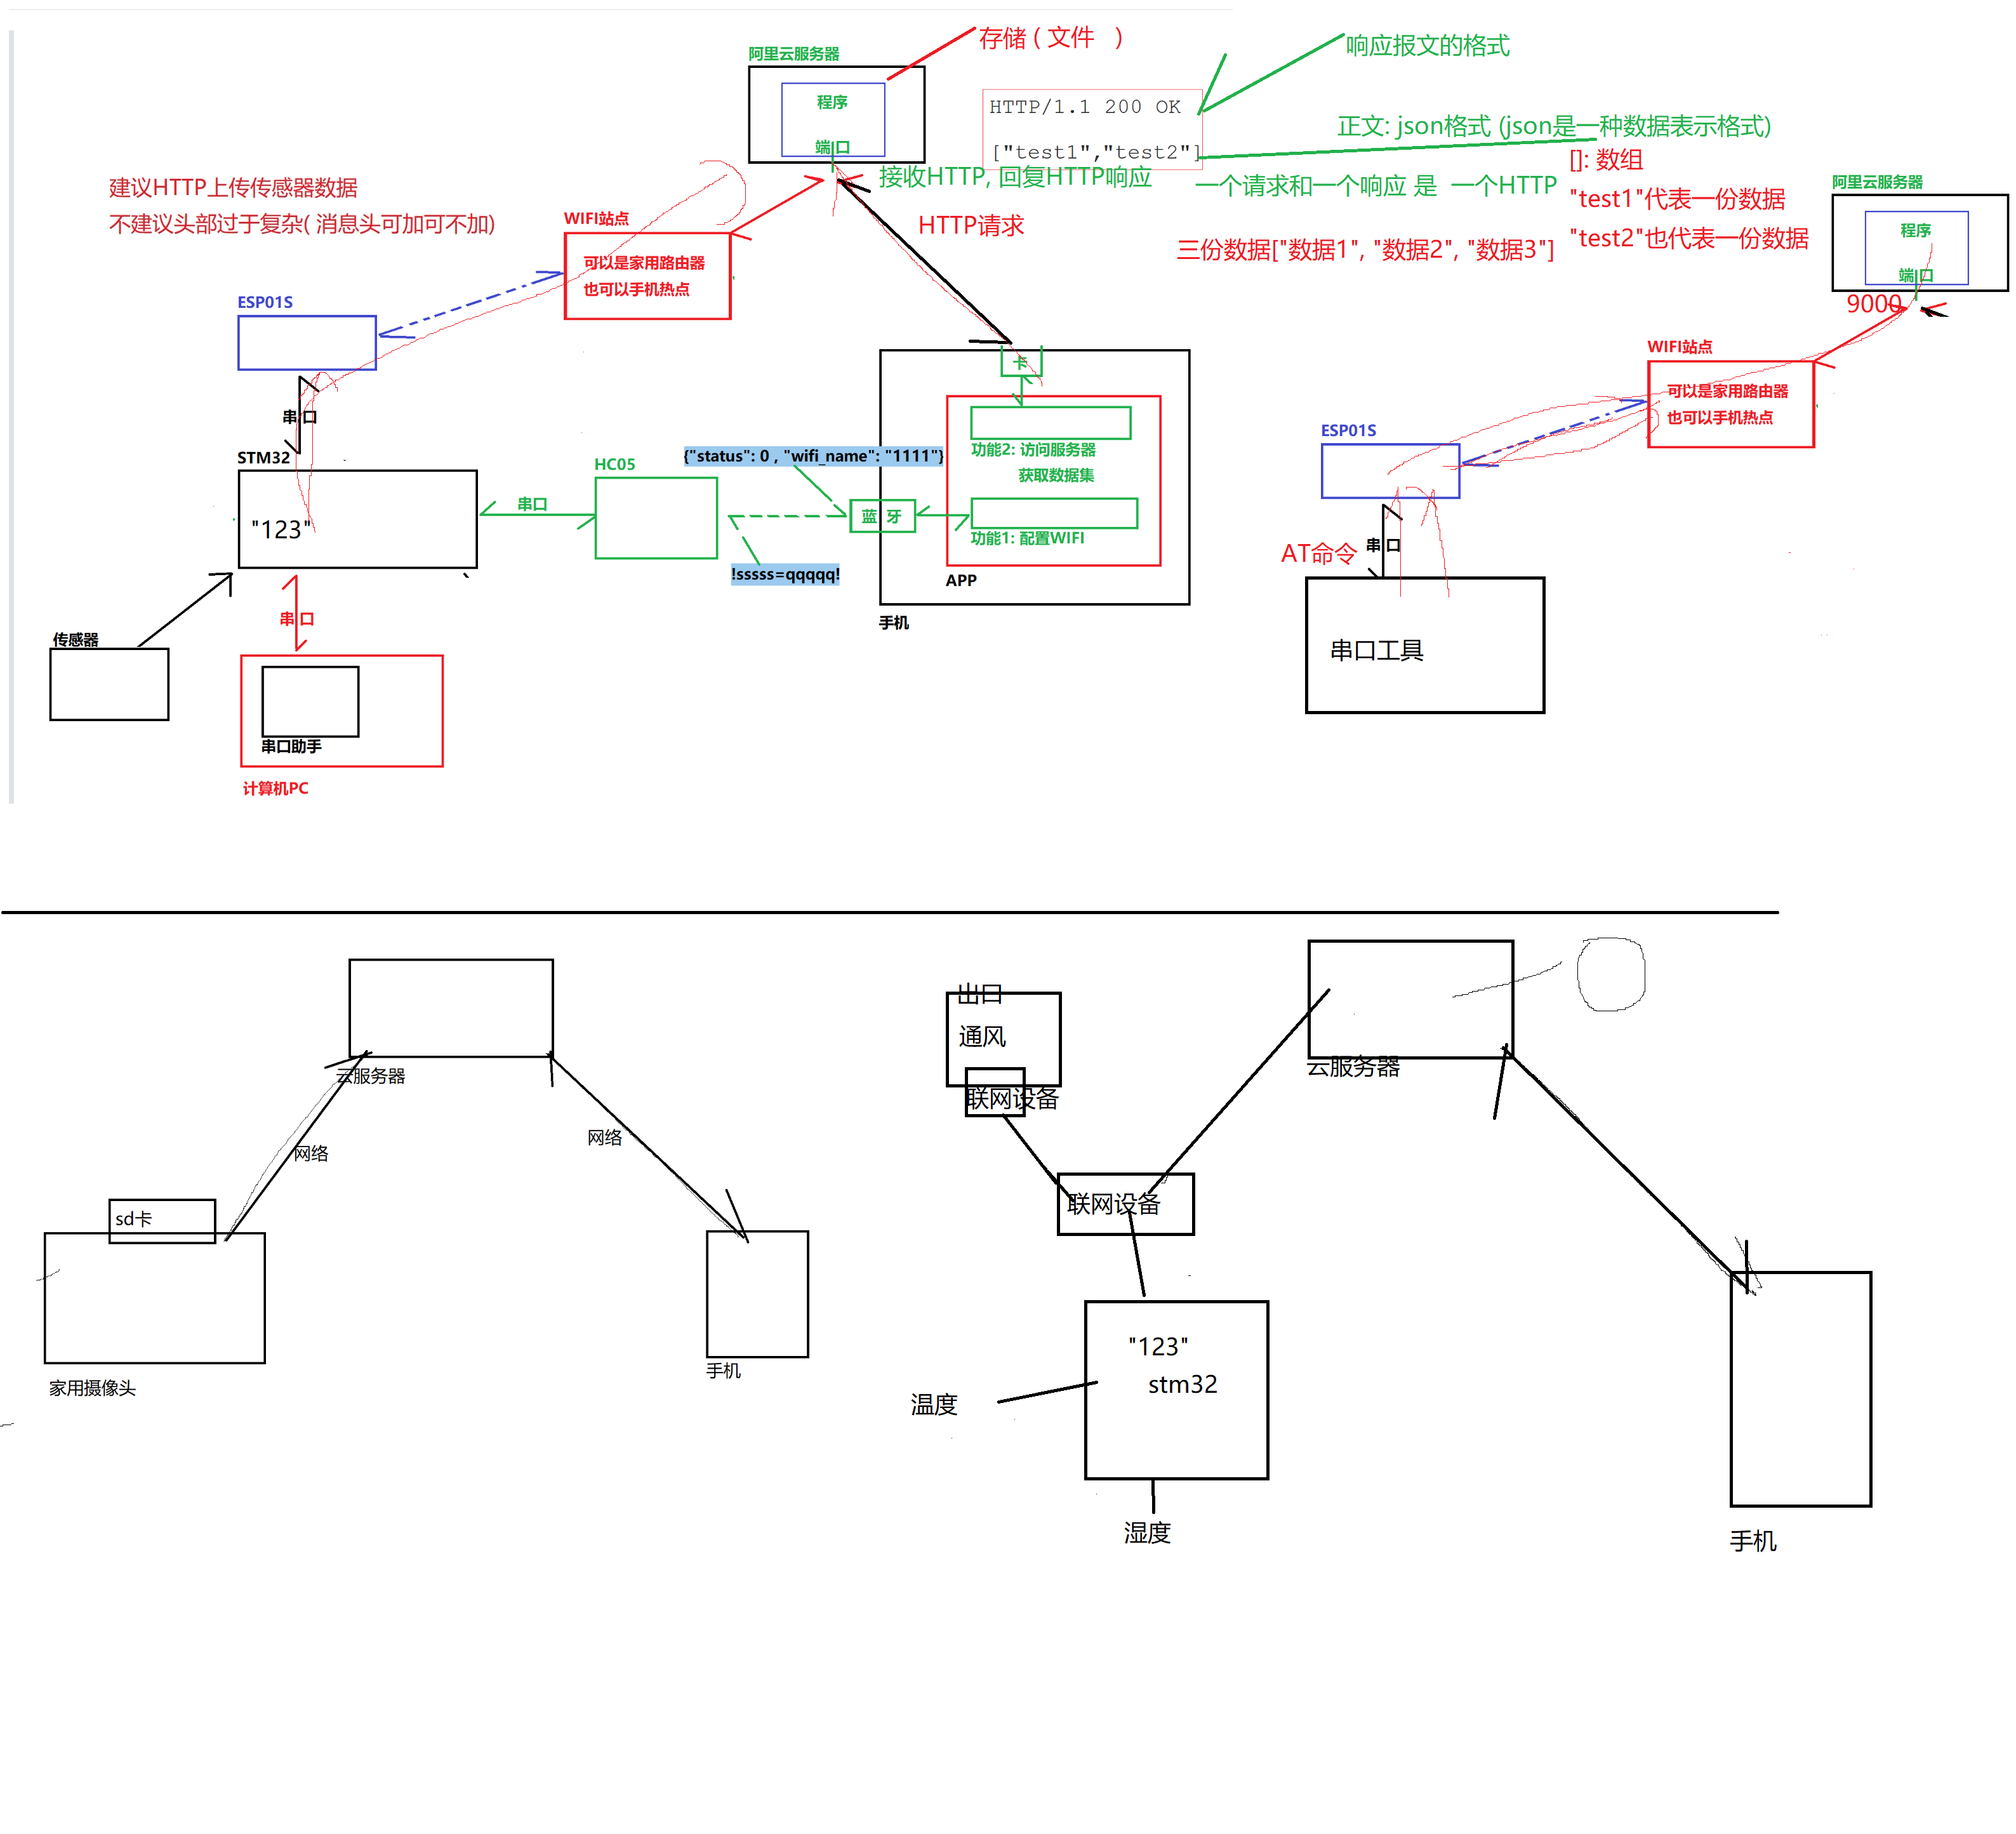 阿里云服务器
程序
端口
存储 ( 文件 )
HTTP/1.1 200 OK
["test1","test2"]
响应报文的格式
正文: json格式 (json是一种数据表示格式)
[]: 数组
"test1"代表一份数据
"test2"也代表一份数据
接收HTTP, 回复HTTP响应
一个请求和一个响应 是 一个HTTP
三份数据["数据1", "数据2", "数据3"]
HTTP请求
建议HTTP上传传感器数据
不建议头部过于复杂( 消息头可加可不加)
WIFI站点
可以是家用路由器
也可以手机热点
ESP01S
串口
STM32
"123"
传感器
串口
串口助手
计算机PC
串口
HC05
{"status": 0 , "wifi_name": "1111"}
!sssss=qqqqq!
蓝 牙
卡
功能2: 访问服务器
获取数据集
功能1: 配置WIFI
APP
手机
阿里云服务器
程序
端口
9000
WIFI站点
可以是家用路由器
也可以手机热点
ESP01S
AT命令
串口
串口工具
云服务器
网络
网络
sd卡
家用摄像头
手机
出口
通风
联网设备
云服务器
联网设备
"123"
stm32
温度
湿度
手机